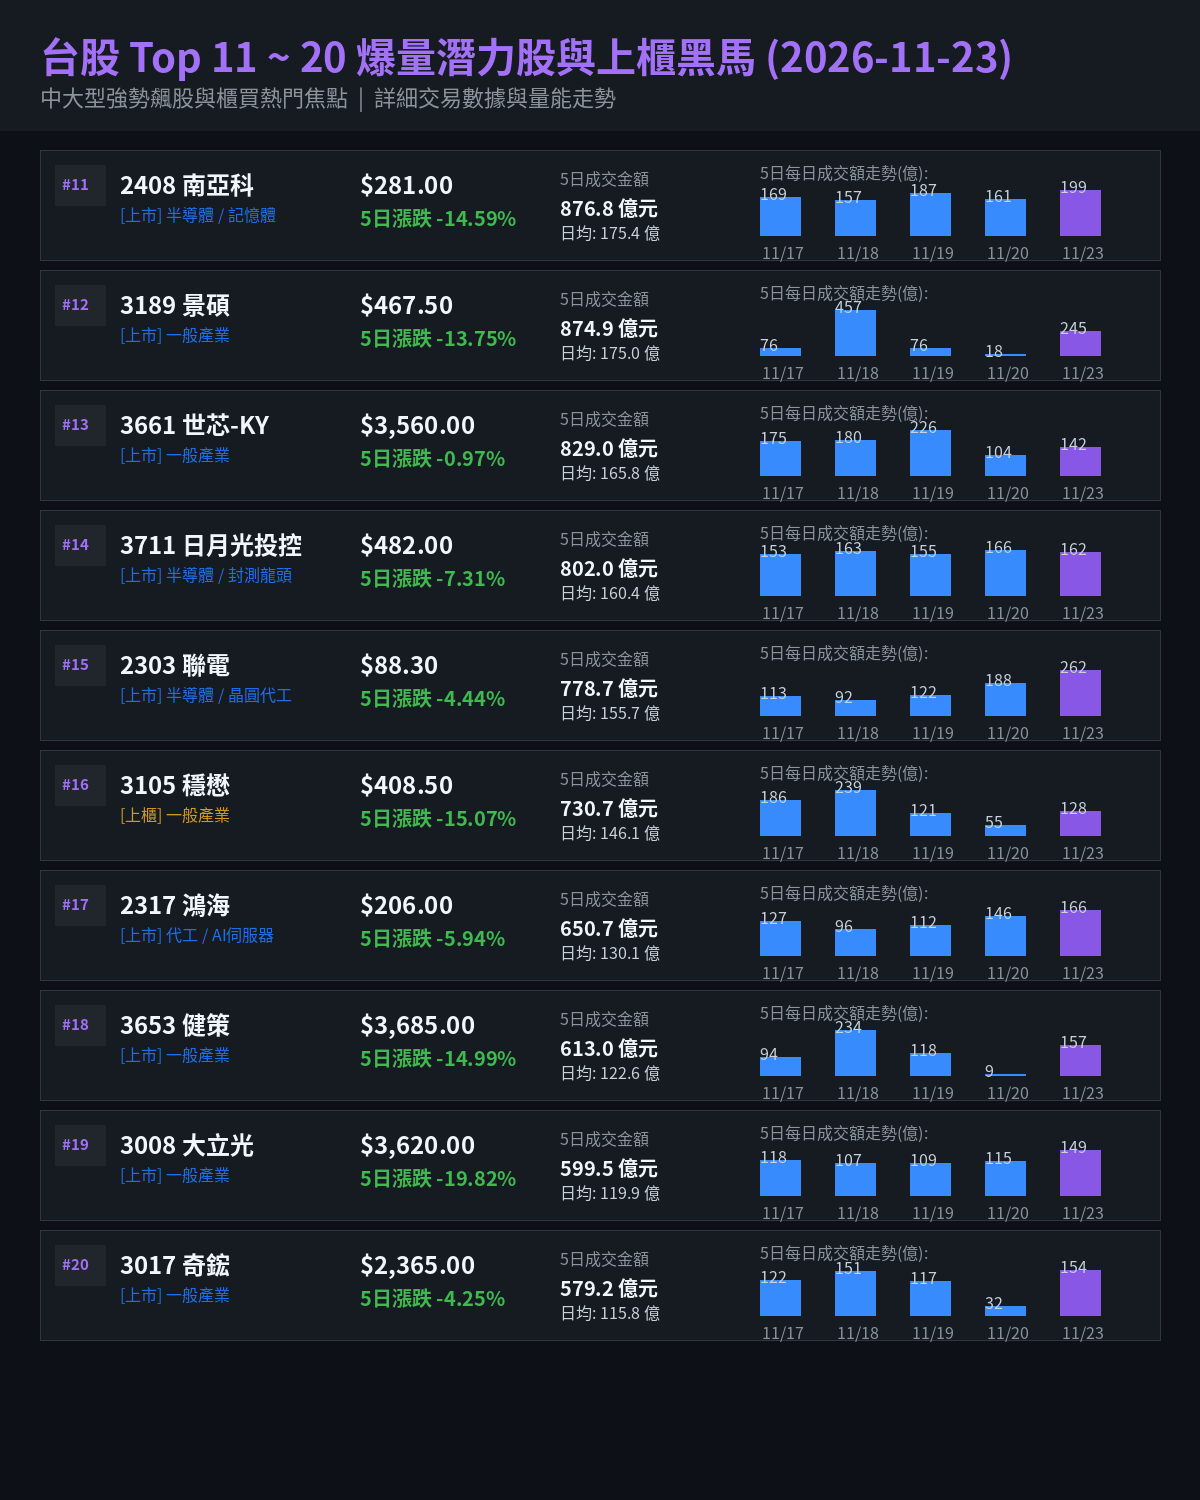 台股 Top 11 ~ 20 爆量潛力股與上櫃黑馬 (2026-11-23)
中大型強勢飆股與櫃買熱門焦點 | 詳細交易數據與量能走勢
#11
2408 南亞科
[上市] 半導體 / 記憶體
$281.00
5日漲跌 -14.59%
5日成交金額
876.8 億元
日均: 175.4 億
5日每日成交額走勢(億):
169 157 187 161 199
11/17 11/18 11/19 11/20 11/23
#12
3189 景碩
[上市] 一般產業
$467.50
5日漲跌 -13.75%
5日成交金額
874.9 億元
日均: 175.0 億
5日每日成交額走勢(億):
76 457 76 18 245
11/17 11/18 11/19 11/20 11/23
#13
3661 世芯-KY
[上市] 一般產業
$3,560.00
5日漲跌 -0.97%
5日成交金額
829.0 億元
日均: 165.8 億
5日每日成交額走勢(億):
175 180 226 104 142
11/17 11/18 11/19 11/20 11/23
#14
3711 日月光投控
[上市] 半導體 / 封測龍頭
$482.00
5日漲跌 -7.31%
5日成交金額
802.0 億元
日均: 160.4 億
5日每日成交額走勢(億):
153 163 155 166 162
11/17 11/18 11/19 11/20 11/23
#15
2303 聯電
[上市] 半導體 / 晶圓代工
$88.30
5日漲跌 -4.44%
5日成交金額
778.7 億元
日均: 155.7 億
5日每日成交額走勢(億):
113 92 122 188 262
11/17 11/18 11/19 11/20 11/23
#16
3105 穩懋
[上櫃] 一般產業
$408.50
5日漲跌 -15.07%
5日成交金額
730.7 億元
日均: 146.1 億
5日每日成交額走勢(億):
186 239 121 55 128
11/17 11/18 11/19 11/20 11/23
#17
2317 鴻海
[上市] 代工 / AI伺服器
$206.00
5日漲跌 -5.94%
5日成交金額
650.7 億元
日均: 130.1 億
5日每日成交額走勢(億):
127 96 112 146 166
11/17 11/18 11/19 11/20 11/23
#18
3653 健策
[上市] 一般產業
$3,685.00
5日漲跌 -14.99%
5日成交金額
613.0 億元
日均: 122.6 億
5日每日成交額走勢(億):
94 234 118 9 157
11/17 11/18 11/19 11/20 11/23
#19
3008 大立光
[上市] 一般產業
$3,620.00
5日漲跌 -19.82%
5日成交金額
599.5 億元
日均: 119.9 億
5日每日成交額走勢(億):
118 107 109 115 149
11/17 11/18 11/19 11/20 11/23
#20
3017 奇鋐
[上市] 一般產業
$2,365.00
5日漲跌 -4.25%
5日成交金額
579.2 億元
日均: 115.8 億
5日每日成交額走勢(億):
122 151 117 32 154
11/17 11/18 11/19 11/20 11/23